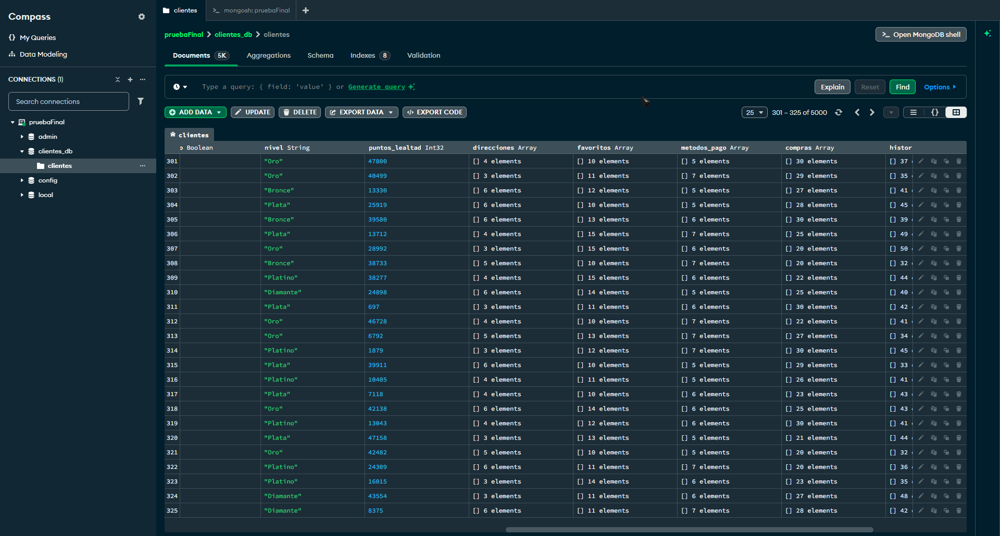 Compass
My Queries
Data Modeling
CONNECTIONS (1)
Search connections
pruebaFinal
admin
clientes_db
clientes
config
local
clientes
mongosh: pruebaFinal
pruebaFinal > clientes_db > clientes
Open MongoDB shell
Documents 5K Aggregations Schema Indexes 8 Validation
Type a query: { field: 'value' } or Generate query
Explain Reset Find Options
ADD DATA UPDATE DELETE EXPORT DATA EXPORT CODE
25 301 – 325 of 5000
clientes
o Boolean nivel String puntos_lealtad Int32 direcciones Array favoritos Array metodos_pago Array compras Array histor
301 "Oro" 47800 [] 4 elements [] 10 elements [] 5 elements [] 30 elements [] 37
302 "Oro" 40499 [] 3 elements [] 11 elements [] 7 elements [] 29 elements [] 35
303 "Bronce" 13330 [] 6 elements [] 12 elements [] 5 elements [] 27 elements [] 41
304 "Plata" 25919 [] 6 elements [] 10 elements [] 5 elements [] 28 elements [] 45
305 "Bronce" 39580 [] 6 elements [] 13 elements [] 6 elements [] 30 elements [] 39
306 "Plata" 13712 [] 4 elements [] 15 elements [] 7 elements [] 25 elements [] 49
307 "Oro" 28992 [] 3 elements [] 15 elements [] 6 elements [] 20 elements [] 50
308 "Bronce" 38733 [] 5 elements [] 10 elements [] 7 elements [] 20 elements [] 32
309 "Platino" 38277 [] 4 elements [] 15 elements [] 6 elements [] 22 elements [] 44
310 "Diamante" 24898 [] 6 elements [] 14 elements [] 5 elements [] 25 elements [] 40
311 "Plata" 697 [] 3 elements [] 11 elements [] 6 elements [] 30 elements [] 42
312 "Oro" 46728 [] 4 elements [] 10 elements [] 7 elements [] 22 elements [] 41
313 "Oro" 6792 [] 5 elements [] 13 elements [] 7 elements [] 27 elements [] 34
314 "Platino" 1879 [] 3 elements [] 12 elements [] 7 elements [] 30 elements [] 45
315 "Plata" 39911 [] 6 elements [] 10 elements [] 5 elements [] 29 elements [] 33
316 "Platino" 10405 [] 4 elements [] 11 elements [] 5 elements [] 26 elements [] 41
317 "Plata" 7118 [] 4 elements [] 10 elements [] 6 elements [] 23 elements [] 43
318 "Oro" 42138 [] 6 elements [] 14 elements [] 6 elements [] 25 elements [] 43
319 "Platino" 13043 [] 4 elements [] 12 elements [] 6 elements [] 30 elements [] 41
320 "Plata" 47158 [] 3 elements [] 13 elements [] 5 elements [] 21 elements [] 44
321 "Oro" 42482 [] 5 elements [] 10 elements [] 5 elements [] 20 elements [] 32
322 "Platino" 24309 [] 6 elements [] 11 elements [] 7 elements [] 20 elements [] 36
323 "Platino" 16015 [] 3 elements [] 14 elements [] 6 elements [] 23 elements [] 35
324 "Diamante" 43554 [] 3 elements [] 11 elements [] 6 elements [] 27 elements [] 48
325 "Diamante" 8375 [] 6 elements [] 11 elements [] 7 elements [] 28 elements [] 42